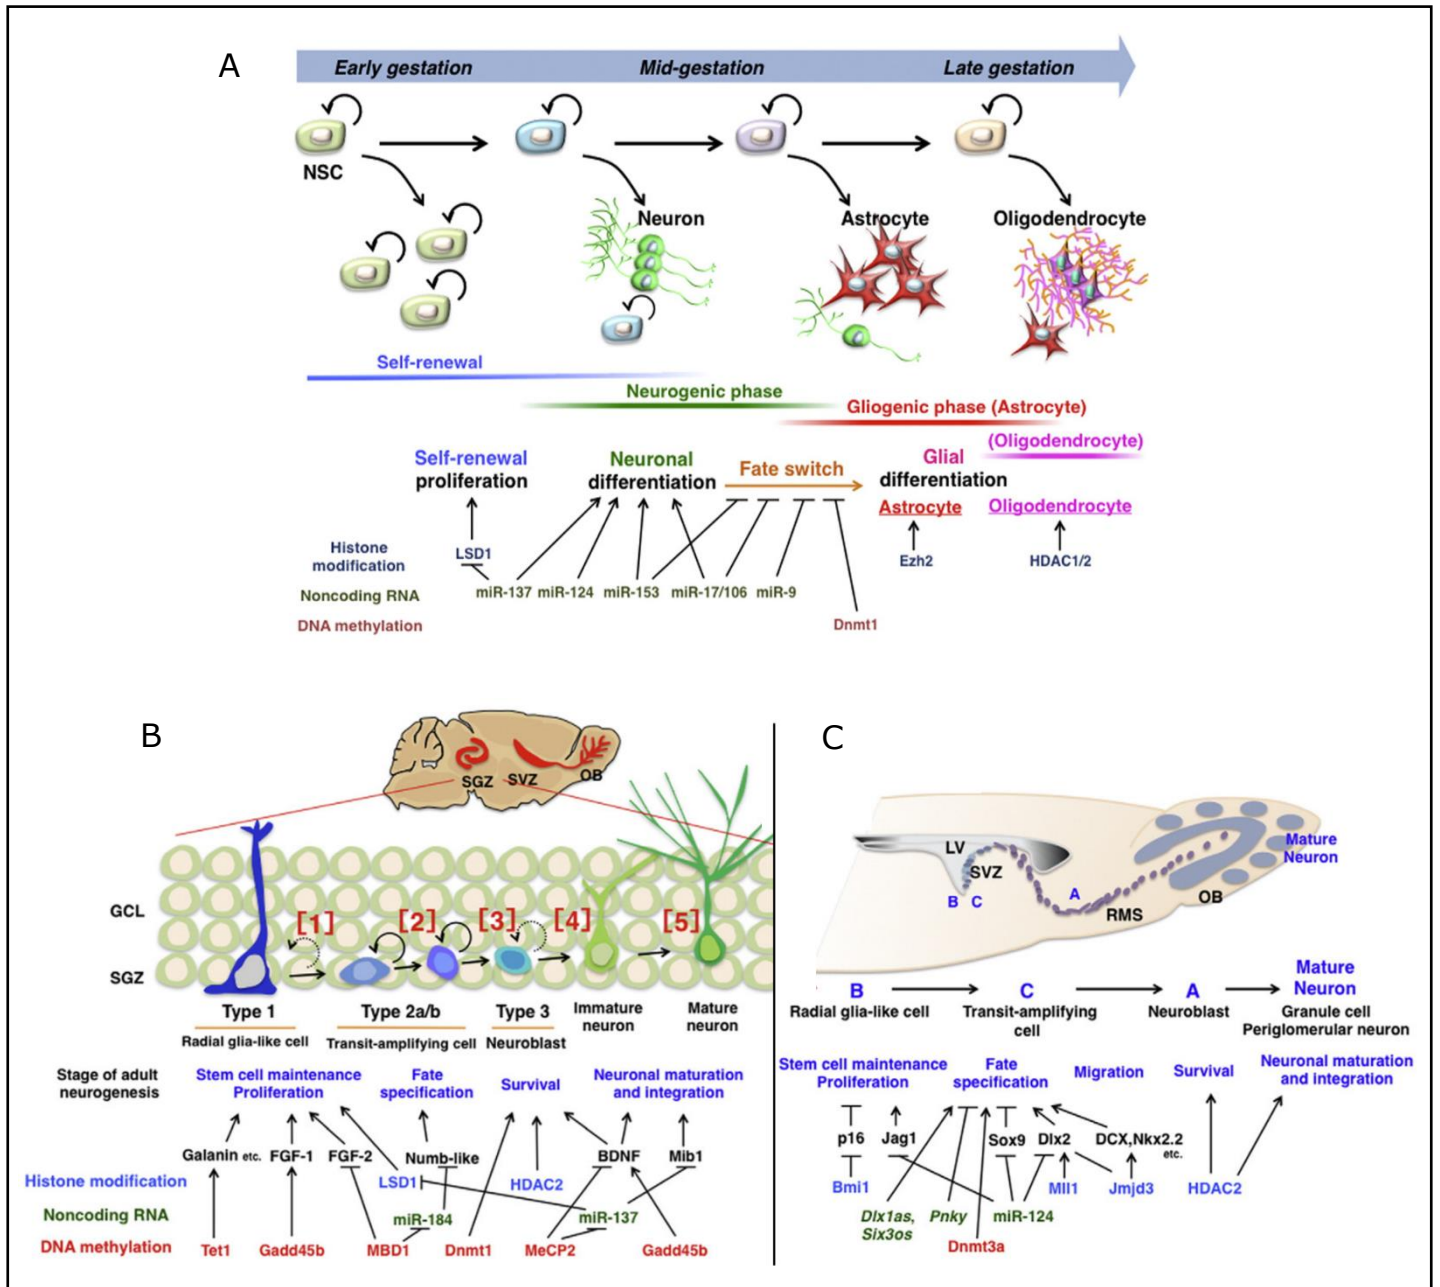 A
Early gestation Mid-gestation Late gestation
NSC
Neuron Astrocyte Oligodendrocyte
Self-renewal
Neurogenic phase
Gliogenic phase (Astrocyte)
(Oligodendrocyte)
Self-renewal
proliferation
Neuronal
differentiation
Fate switch
Glial
differentiation
Astrocyte Oligodendrocyte
Histone
modification
LSD1 Ezh2 HDAC1/2
Noncoding RNA miR-137 miR-124 miR-153 miR-17/106 miR-9
DNA methylation Dnmt1
B
SGZ SVZ OB
GCL
SGZ
[1] [2] [3] [4] [5]
Type 1
Radial glia-like cell
Type 2a/b
Transit-amplifying cell
Type 3
Neuroblast
Immature
neuron
Mature
neuron
Stage of adult
neurogenesis
Stem cell maintenance
Proliferation
Fate
specification
Survival
Neuronal maturation
and integration
Galanin etc. FGF-1 FGF-2 Numb-like BDNF Mib1
Histone modification LSD1 HDAC2
Noncoding RNA miR-184 miR-137
DNA methylation Tet1 Gadd45b MBD1 Dnmt1 MeCP2 Gadd45b
C
LV
SVZ
B C
A
RMS
OB
Mature
Neuron
B
Radial glia-like cell
C
Transit-amplifying
cell
A
Neuroblast
Mature
Neuron
Granule cell
Periglomerular neuron
Stem cell maintenance
Proliferation
Fate
specification
Migration
Survival
Neuronal maturation
and integration
p16 Jag1 Sox9 Dlx2 DCX,Nkx2.2
etc.
Bmi1 Mll1 Jmjd3 HDAC2
Dlx1as,
Six3os
Pnky miR-124
Dnmt3a